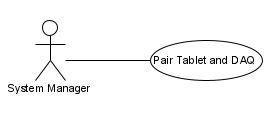 Pair Tablet and DAQ
System Manager